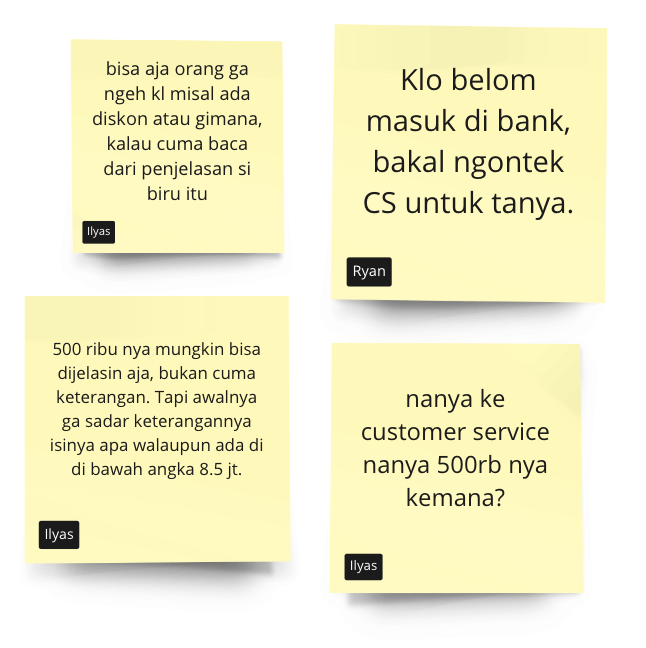 bisa aja orang ga
ngeh kl misal ada
diskon atau gimana,
kalau cuma baca
dari penjelasan si
biru itu
Ilyas
Klo belom
masuk di bank,
bakal ngontek
CS untuk tanya.
Ryan
500 ribu nya mungkin bisa
dijelasin aja, bukan cuma
keterangan. Tapi awalnya
ga sadar keterangannya
isinya apa walaupun ada di
di bawah angka 8.5 jt.
Ilyas
nanya ke
customer service
nanya 500rb nya
kemana?
Ilyas